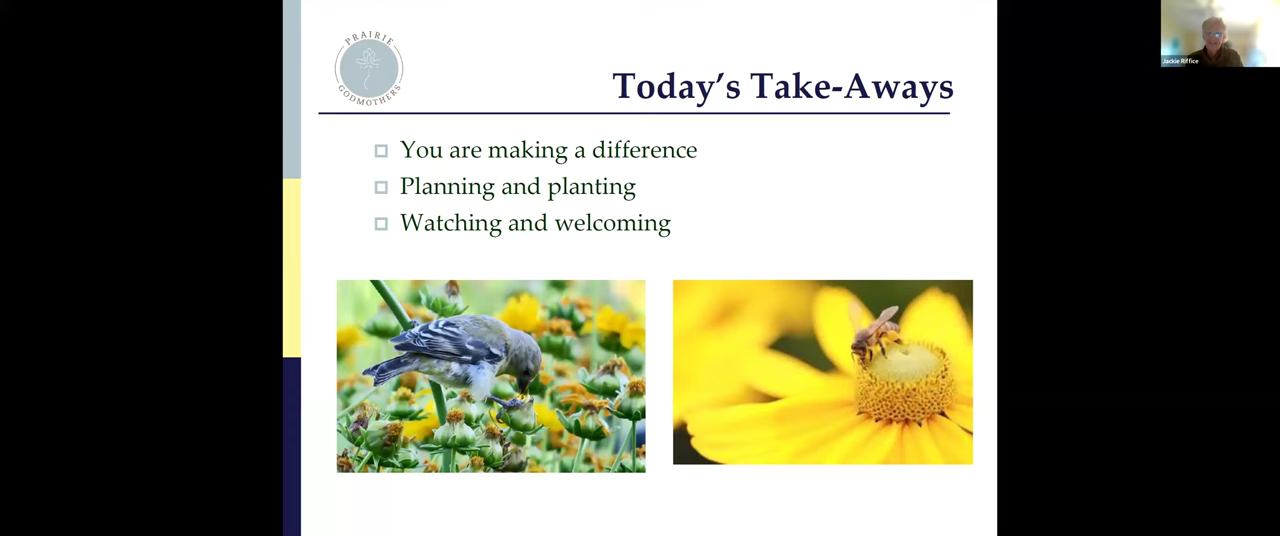 PRAIRIE
GODMOTHERS
Today's Take-Aways
You are making a difference
Planning and planting
Watching and welcoming
Jackie Riffice